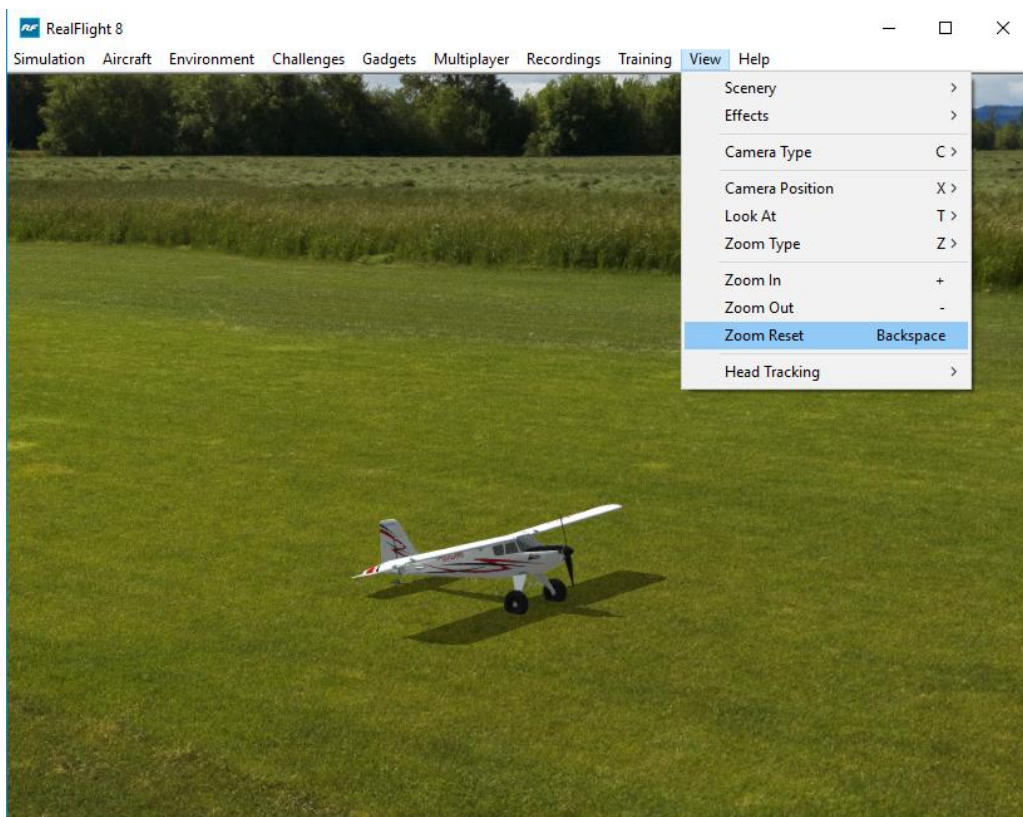 RF RealFlight 8
Simulation Aircraft Environment Challenges Gadgets Multiplayer Recordings Training View Help
Scenery >
Effects >
Camera Type C >
Camera Position X >
Look At T >
Zoom Type Z >
Zoom In +
Zoom Out -
Zoom Reset Backspace
Head Tracking >